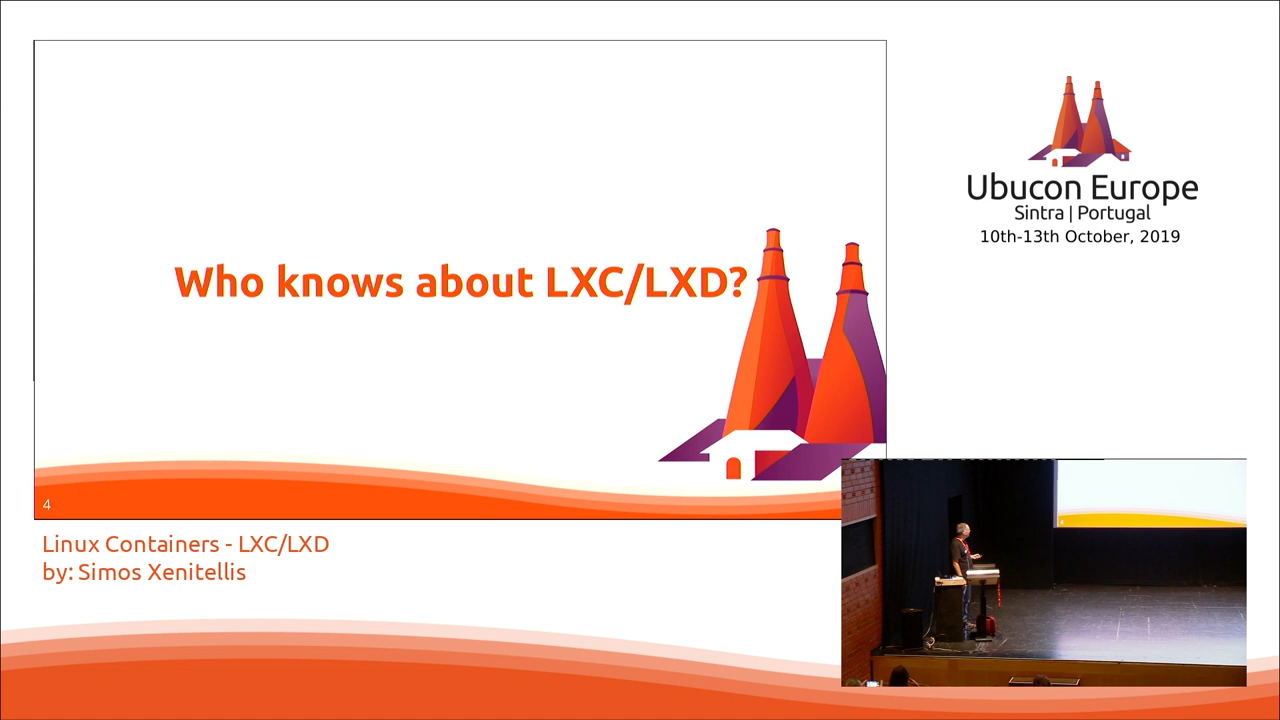 Who knows about LXC/LXD?
4
Linux Containers - LXC/LXD
by: Simos Xenitellis
Ubucon Europe
Sintra | Portugal
10th-13th October, 2019